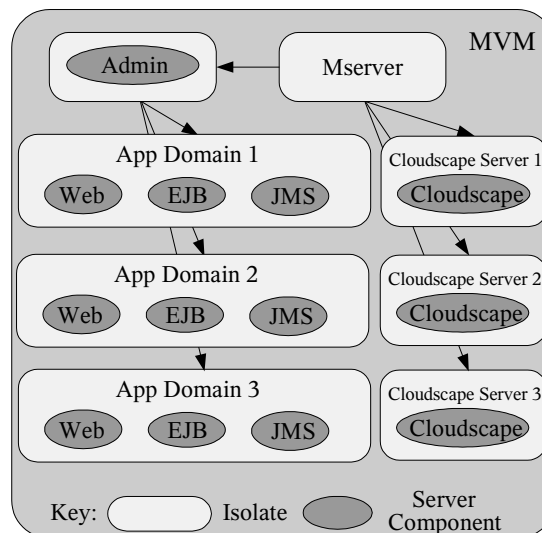 MVM
Admin
Mserver
App Domain 1
Web EJB JMS
Cloudscape Server 1
Cloudscape
App Domain 2
Web EJB JMS
Cloudscape Server 2
Cloudscape
App Domain 3
Web EJB JMS
Cloudscape Server 3
Cloudscape
Key: Isolate
Server
Component